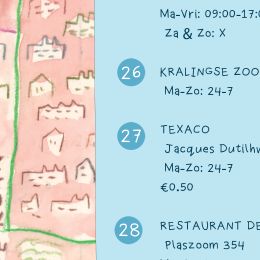 Ma-Vri: 09:00-17:0
Za & Zo: X
26 KRALINGSE ZOO
Ma-Zo: 24-7
27 TEXACO
Jacques Dutilh
Ma-Zo: 24-7
€0.50
28 RESTAURANT DE
Plaszoom 354